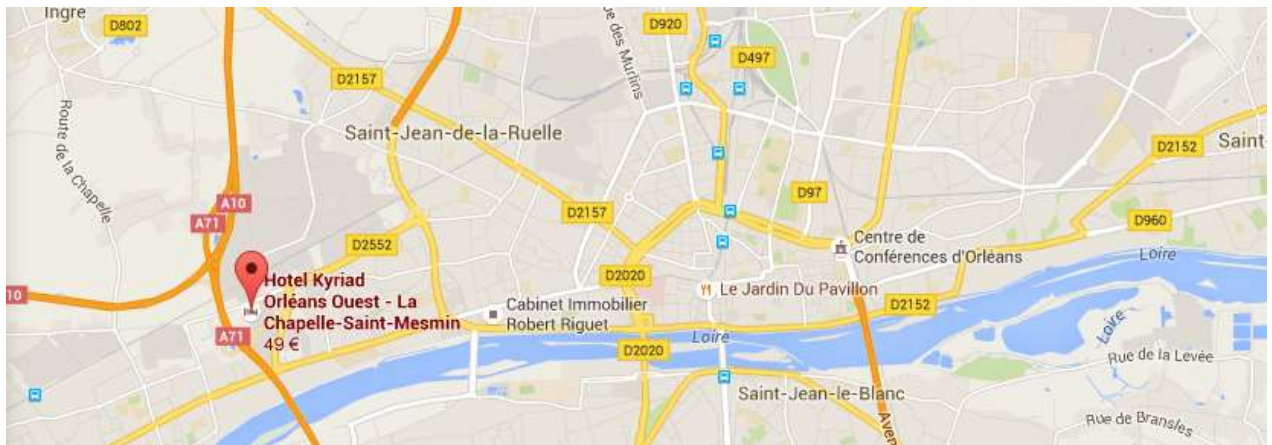 Ingre
D802
D920
Rue des Murlins
D497
D2157
Route de la Chapelle
Saint-Jean-de-la-Ruelle
D2152
Saint-
A10
A71
D97
D2157
D960
D2552
Centre de
Conférences d'Orléans
Loire
Hotel Kyriad
Orléans Ouest - La
Chapelle-Saint-Mesmin
49 €
D2020
Le Jardin Du Pavillon
10
Cabinet Immobilier
Robert Riguet
D2152
Loire
A71
Loire
D2020
Rue de la Levée
Saint-Jean-le-Blanc
Rue de Bransles
Aven